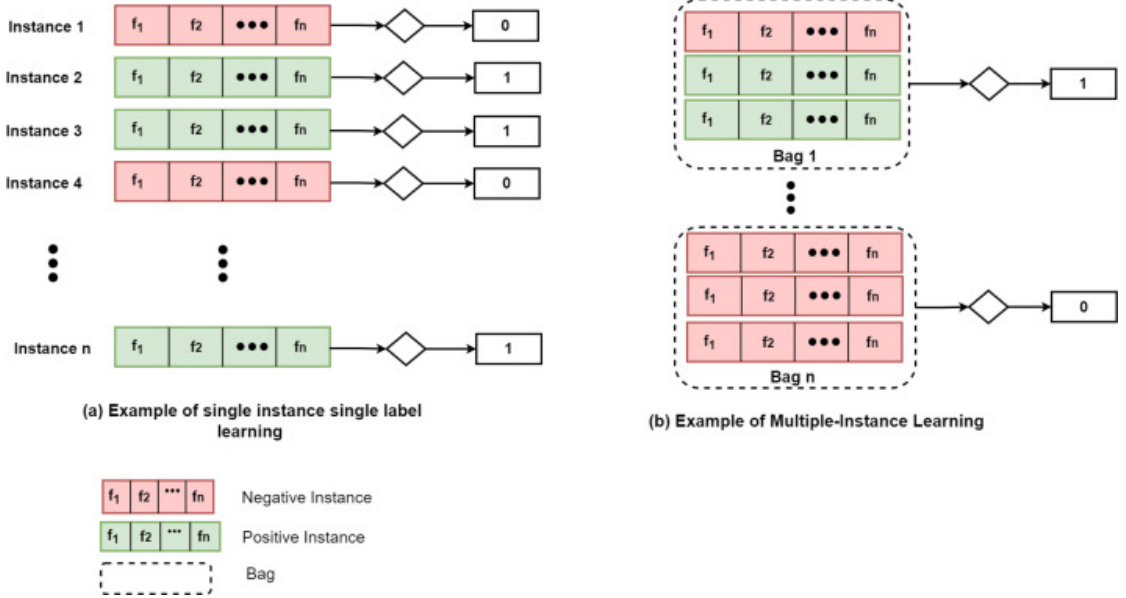 Instance 1 f1 f2 ●●● fn 0
Instance 2 f1 f2 ●●● fn 1
Instance 3 f1 f2 ●●● fn 1
Instance 4 f1 f2 ●●● fn 0
Instance n f1 f2 ●●● fn 1
(a) Example of single instance single label
learning
f1 f2 ●●● fn
f1 f2 ●●● fn 1
f1 f2 ●●● fn
Bag 1
f1 f2 ●●● fn
f1 f2 ●●● fn 0
f1 f2 ●●● fn
Bag n
(b) Example of Multiple-Instance Learning
f1 f2 ••• fn Negative Instance
f1 f2 ••• fn Positive Instance
Bag